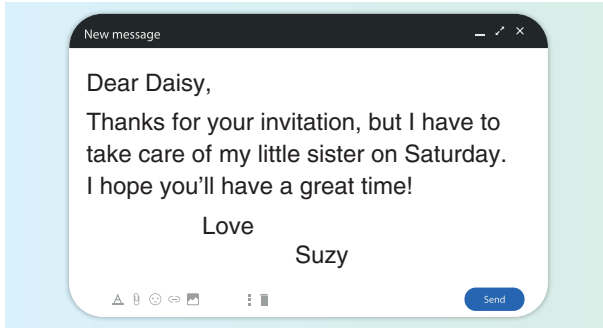 New message
Dear Daisy,
Thanks for your invitation, but I have to
take care of my little sister on Saturday.
I hope you’ll have a great time!
Love
Suzy
Send